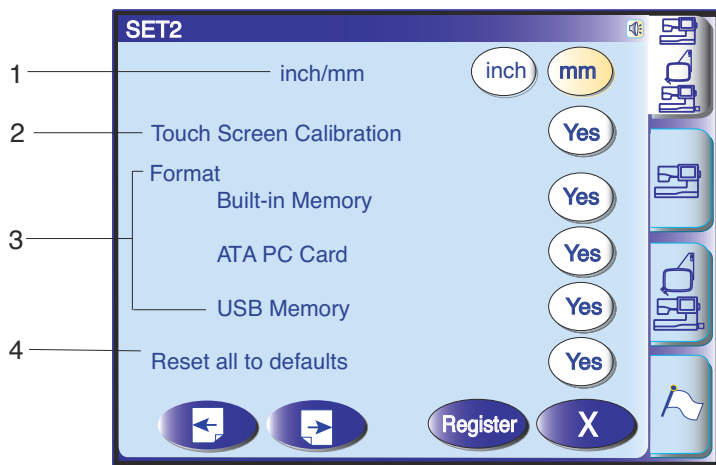 SET2
1 inch/mm inch mm
2 Touch Screen Calibration Yes
Format
Built-in Memory Yes
3 ATA PC Card Yes
USB Memory Yes
4 Reset all to defaults Yes
Register X